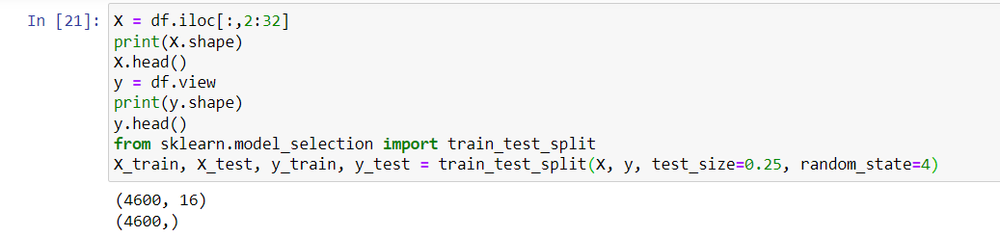 In [21]: X = df.iloc[:,2:32]
print(X.shape)
X.head()
y = df.view
print(y.shape)
y.head()
from sklearn.model_selection import train_test_split
X_train, X_test, y_train, y_test = train_test_split(X, y, test_size=0.25, random_state=4)
(4600, 16)
(4600,)